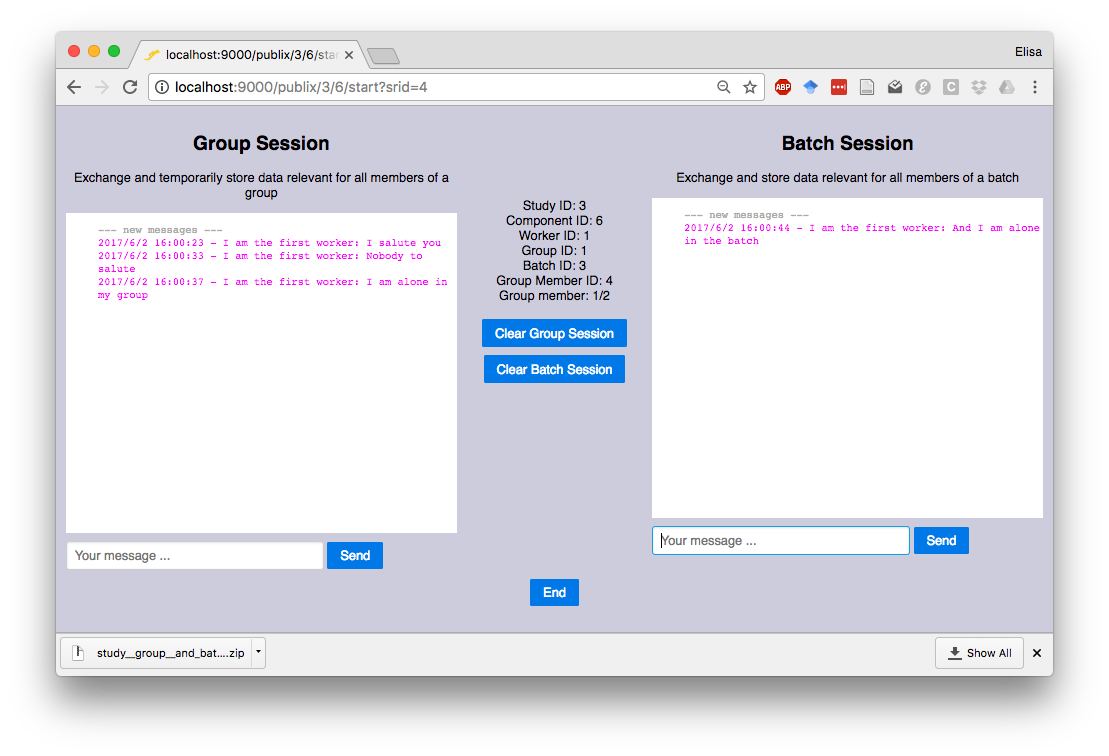 localhost:9000/publix/3/6/star
Elisa
localhost:9000/publix/3/6/start?srid=4
ABP
C
Group Session
Exchange and temporarily store data relevant for all members of a
group
--- new messages ---
2017/6/2 16:00:23 - I am the first worker: I salute you
2017/6/2 16:00:33 - I am the first worker: Nobody to
salute
2017/6/2 16:00:37 - I am the first worker: I am alone in
my group
Your message ...
Send
Study ID: 3
Component ID: 6
Worker ID: 1
Group ID: 1
Batch ID: 3
Group Member ID: 4
Group member: 1/2
Clear Group Session
Clear Batch Session
Batch Session
Exchange and store data relevant for all members of a batch
--- new messages ---
2017/6/2 16:00:44 - I am the first worker: And I am alone
in the batch
Your message ...
Send
End
study__group__and_bat....zip
Show All